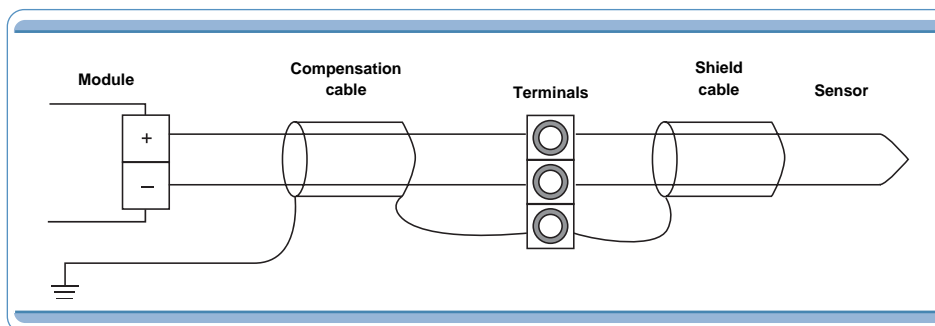 Module
Compensation
cable
Terminals
Shield
cable
Sensor
+
–